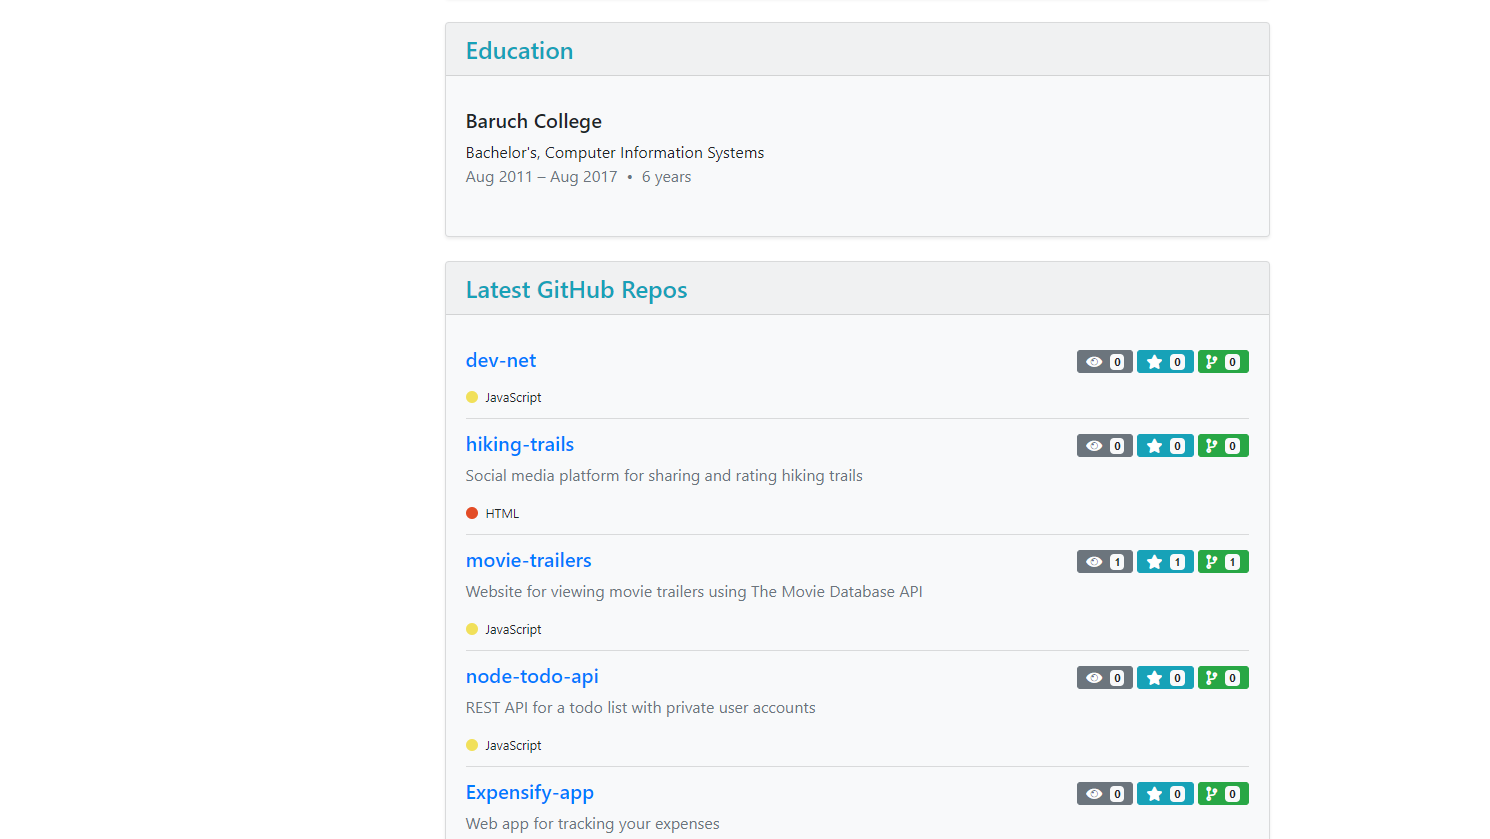 Education
Baruch College
Bachelor's, Computer Information Systems
Aug 2011 – Aug 2017 • 6 years
Latest GitHub Repos
dev-net 0 0 0
JavaScript
hiking-trails 0 0 0
Social media platform for sharing and rating hiking trails
HTML
movie-trailers 1 1 1
Website for viewing movie trailers using The Movie Database API
JavaScript
node-todo-api 0 0 0
REST API for a todo list with private user accounts
JavaScript
Expensify-app 0 0 0
Web app for tracking your expenses